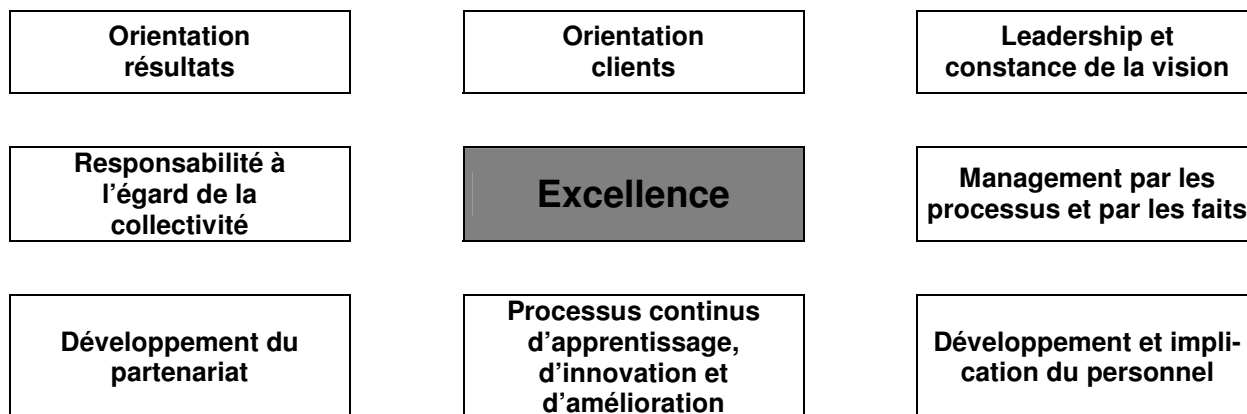 Orientation
résultats
Orientation
clients
Leadership et
constance de la vision
Responsabilité à
l'égard de la
collectivité
Excellence
Management par les
processus et par les faits
Développement du
partenariat
Processus continus
d'apprentissage,
d'innovation et
d'amélioration
Développement et impli-
cation du personnel